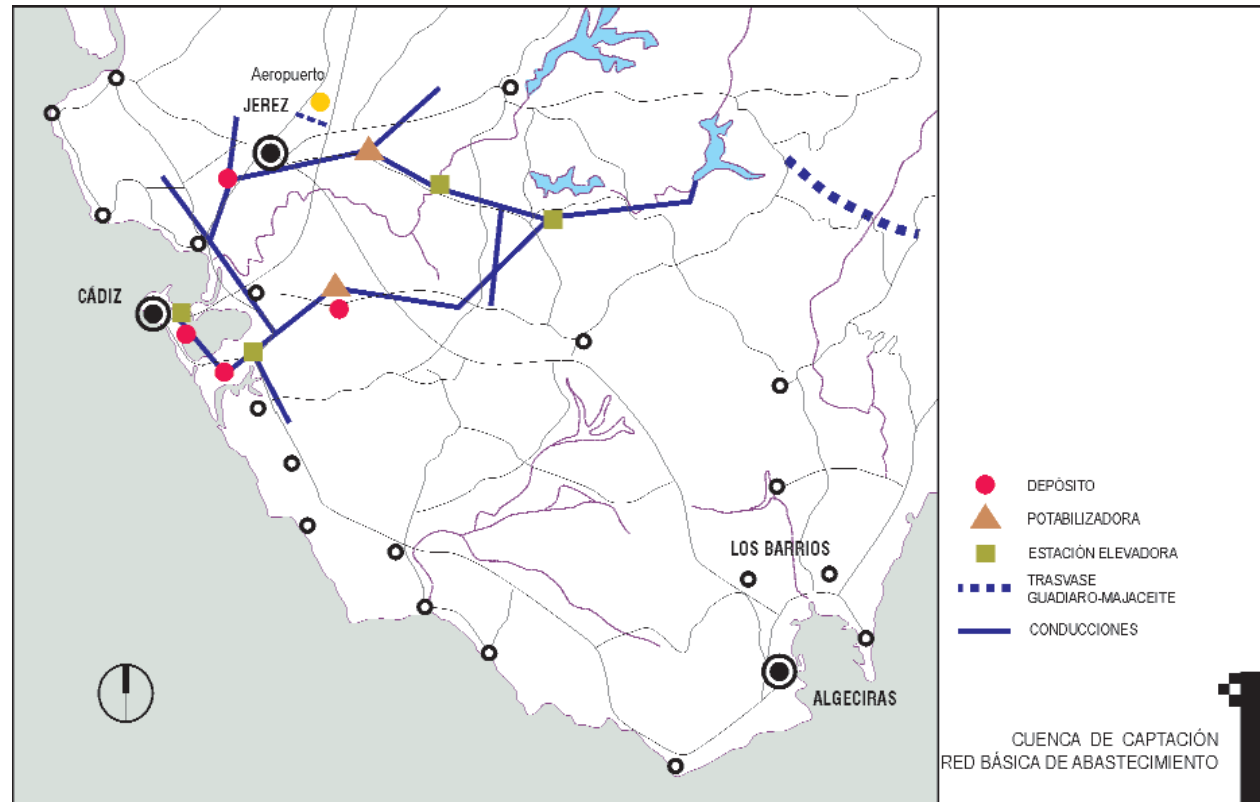 Aeropuerto
JEREZ
CÁDIZ
LOS BARRIOS
ALGECIRAS
DEPÓSITO
POTABILIZADORA
ESTACIÓN ELEVADORA
TRASVASE
GUADIARO-MAJACEITE
CONDUCCIONES
CUENCA DE CAPTACIÓN
RED BÁSICA DE ABASTECIMIENTO